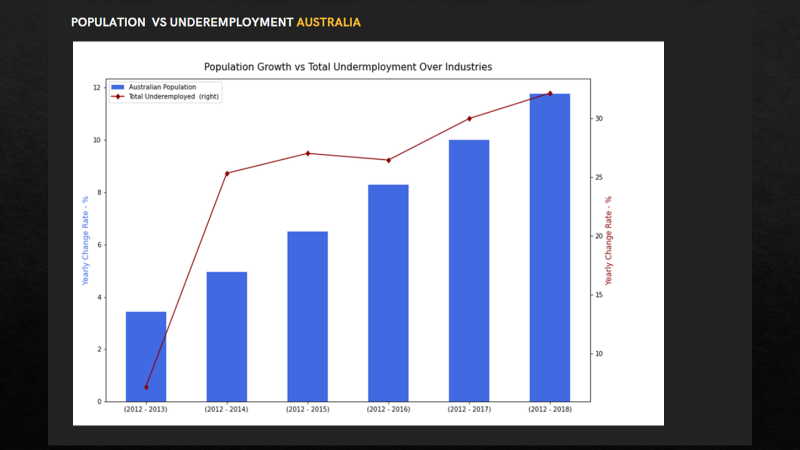 POPULATION VS UNDEREMPLOYMENT AUSTRALIA
Population Growth vs Total Undermployment Over Industries
Australian Population
Total Underemployed (right)
Yearly Change Rate - %
12
10
8
6
4
2
0
30
25
20
15
10
Yearly Change Rate - %
(2012 - 2013)
(2012 - 2014)
(2012 - 2015)
(2012 - 2016)
(2012 - 2017)
(2012 - 2018)